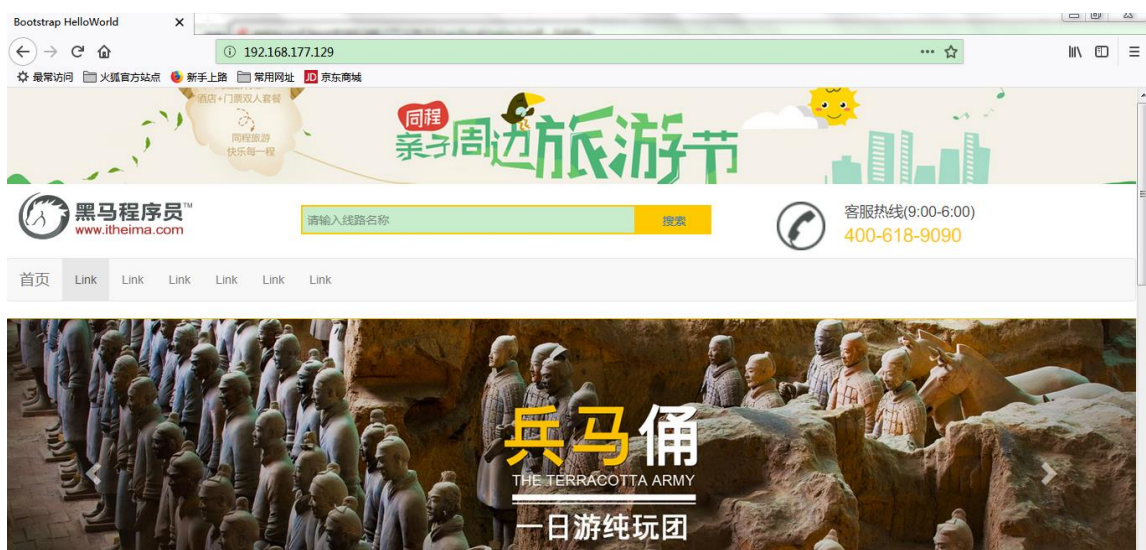 Bootstrap HelloWorld
192.168.177.129
最常访问 火狐官方站点 新手上路 常用网址 JD 京东商城
酒店+门票双人套餐
同程旅游
快乐每一程
同程
亲子周边旅游节
黑马程序员™
www.itheima.com
请输入线路名称 搜索
客服热线(9:00-6:00)
400-618-9090
首页 Link Link Link Link Link Link
兵马俑
THE TERRACOTTA ARMY
一日游纯玩团